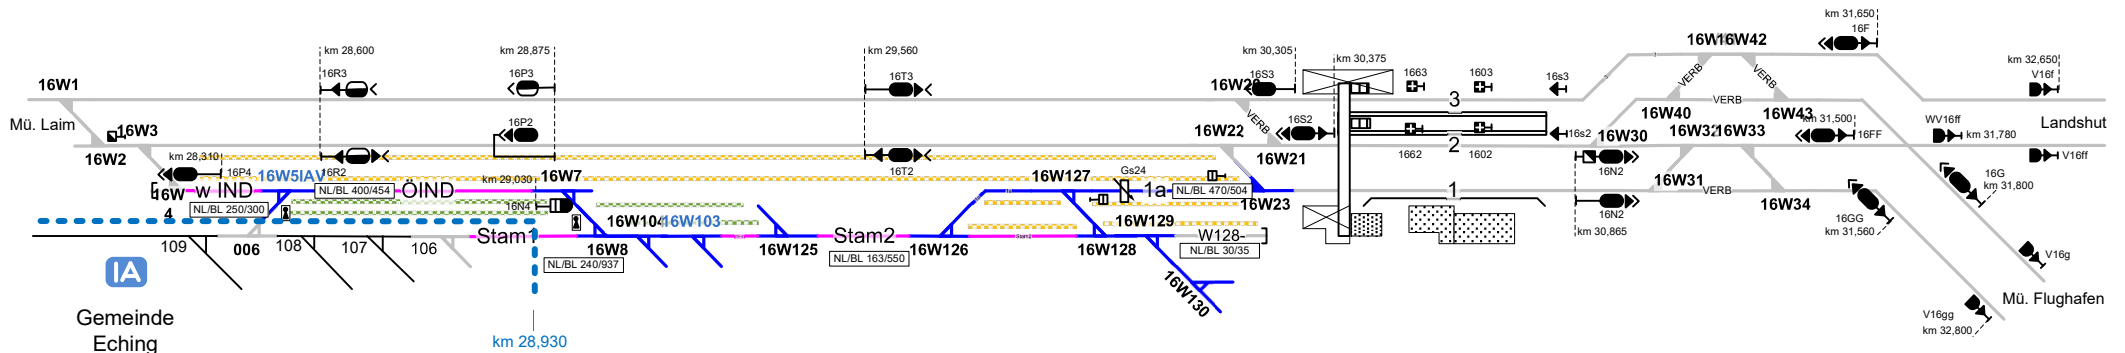 km 31,650
16F
16W42
km 28,600
km 28,875
km 29,560
km 30,305
km 30,375
km 32,650
16W1
16R3
16P3
16T3
16S3
1663
1603
16s3
V16f
VERB
VERB
3
VERB
Mü. Laim
16W3
16P2
VERB
16W40
16W43
km 31,500
Landshut
16W22
16S2
16s2
16W30
16W33
16FF
WV16ff
km 31,780
16W2
km 28,310
16W21
1662
1602
2
V16ff
16P4
16W5IAV
16R2
16T2
16N2
16W7
16W127
Gs24
16W31
16G
km 31,800
km 29,030
16W
4
w IND
NL/BL 400/454
ÖIND
1a
NL/BL 470/504
1
VERB
NL/BL 250/300
16N4
16W23
16N2
16W34
16GG
km 31,560
16W104
16W103
16W129
109
006
108
107
106
Stam1
16W8
16W125
Stam2
16W126
16W128
W128-
km 30,865
NL/BL 240/937
NL/BL 163/550
NL/BL 30/35
V16g
IA
16W130
Mü. Flughafen
Gemeinde
Eching
km 28,930
V16gg
km 32,800